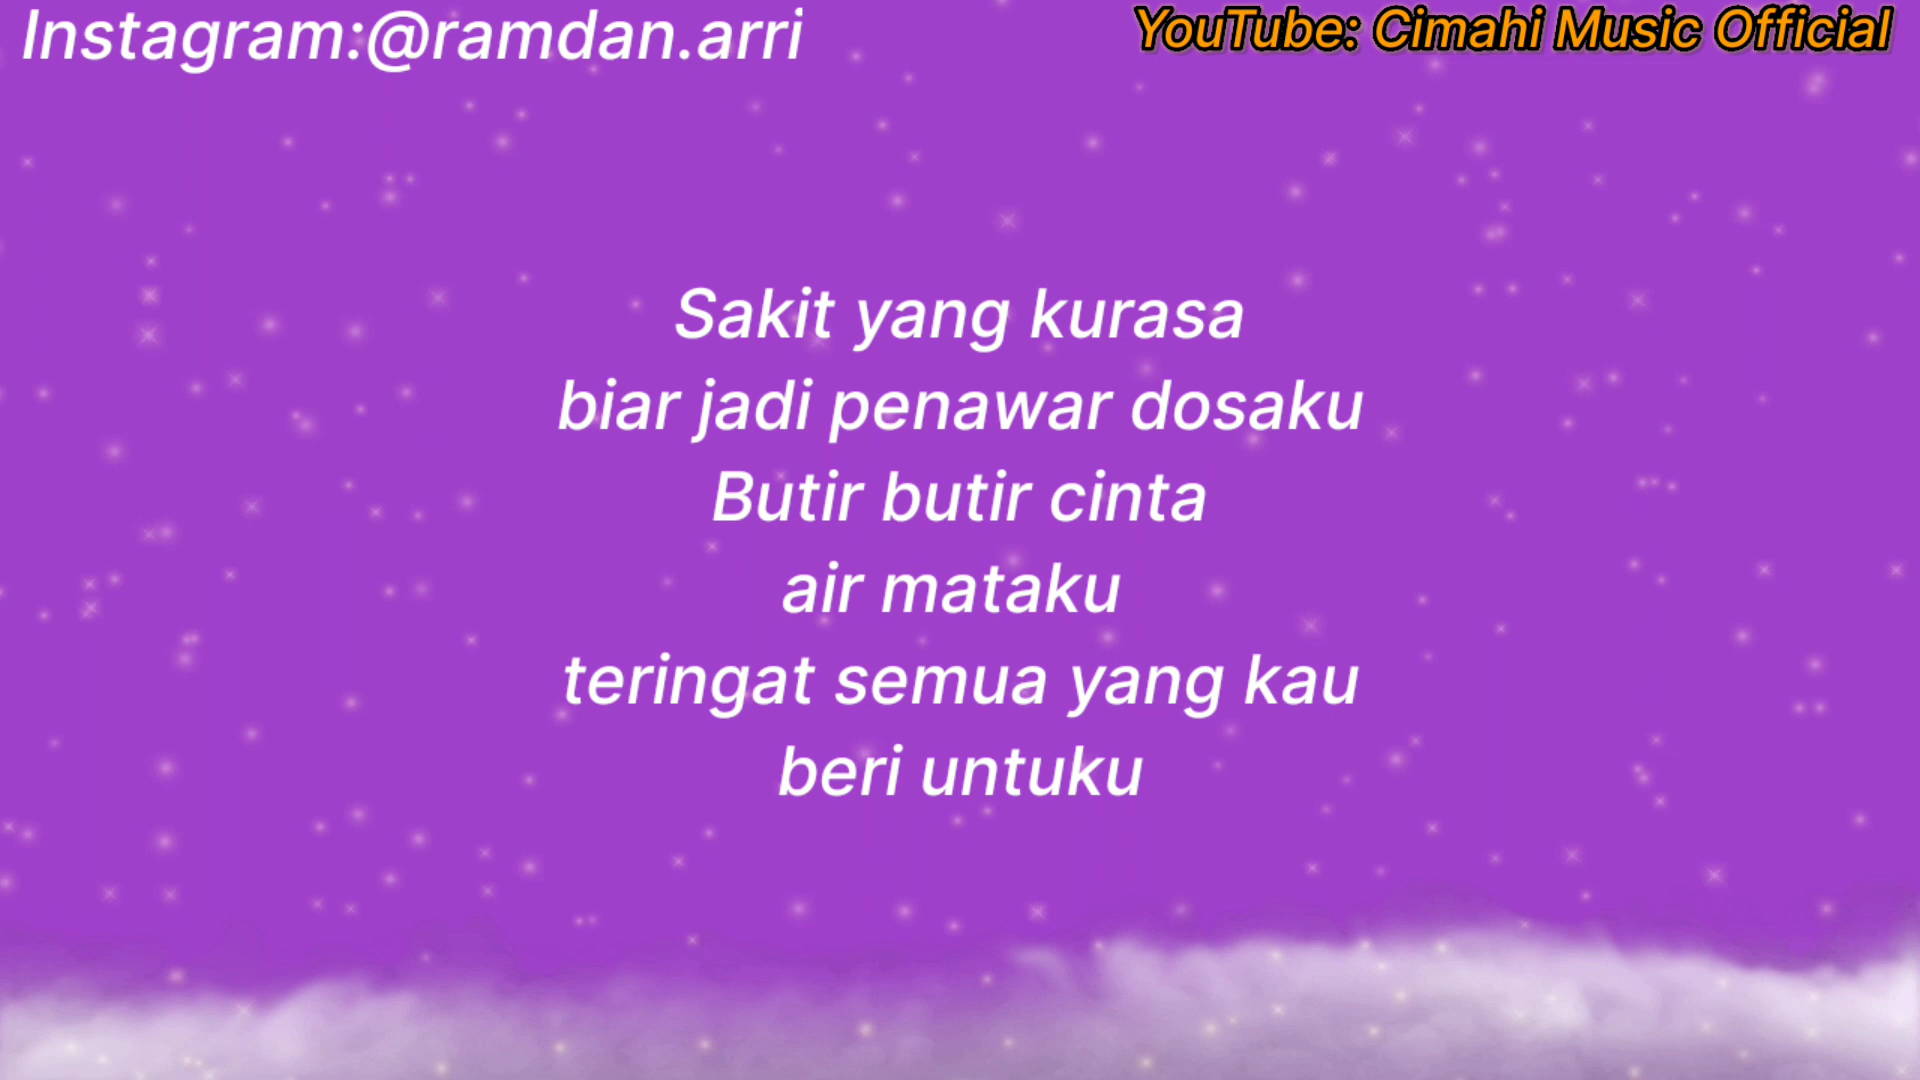 Instagram:@ramdan.arri
YouTube: Cimahi Music Official
Sakit yang kurasa
biar jadi penawar dosaku
Butir butir cinta
air mataku
teringat semua yang kau
beri untuku